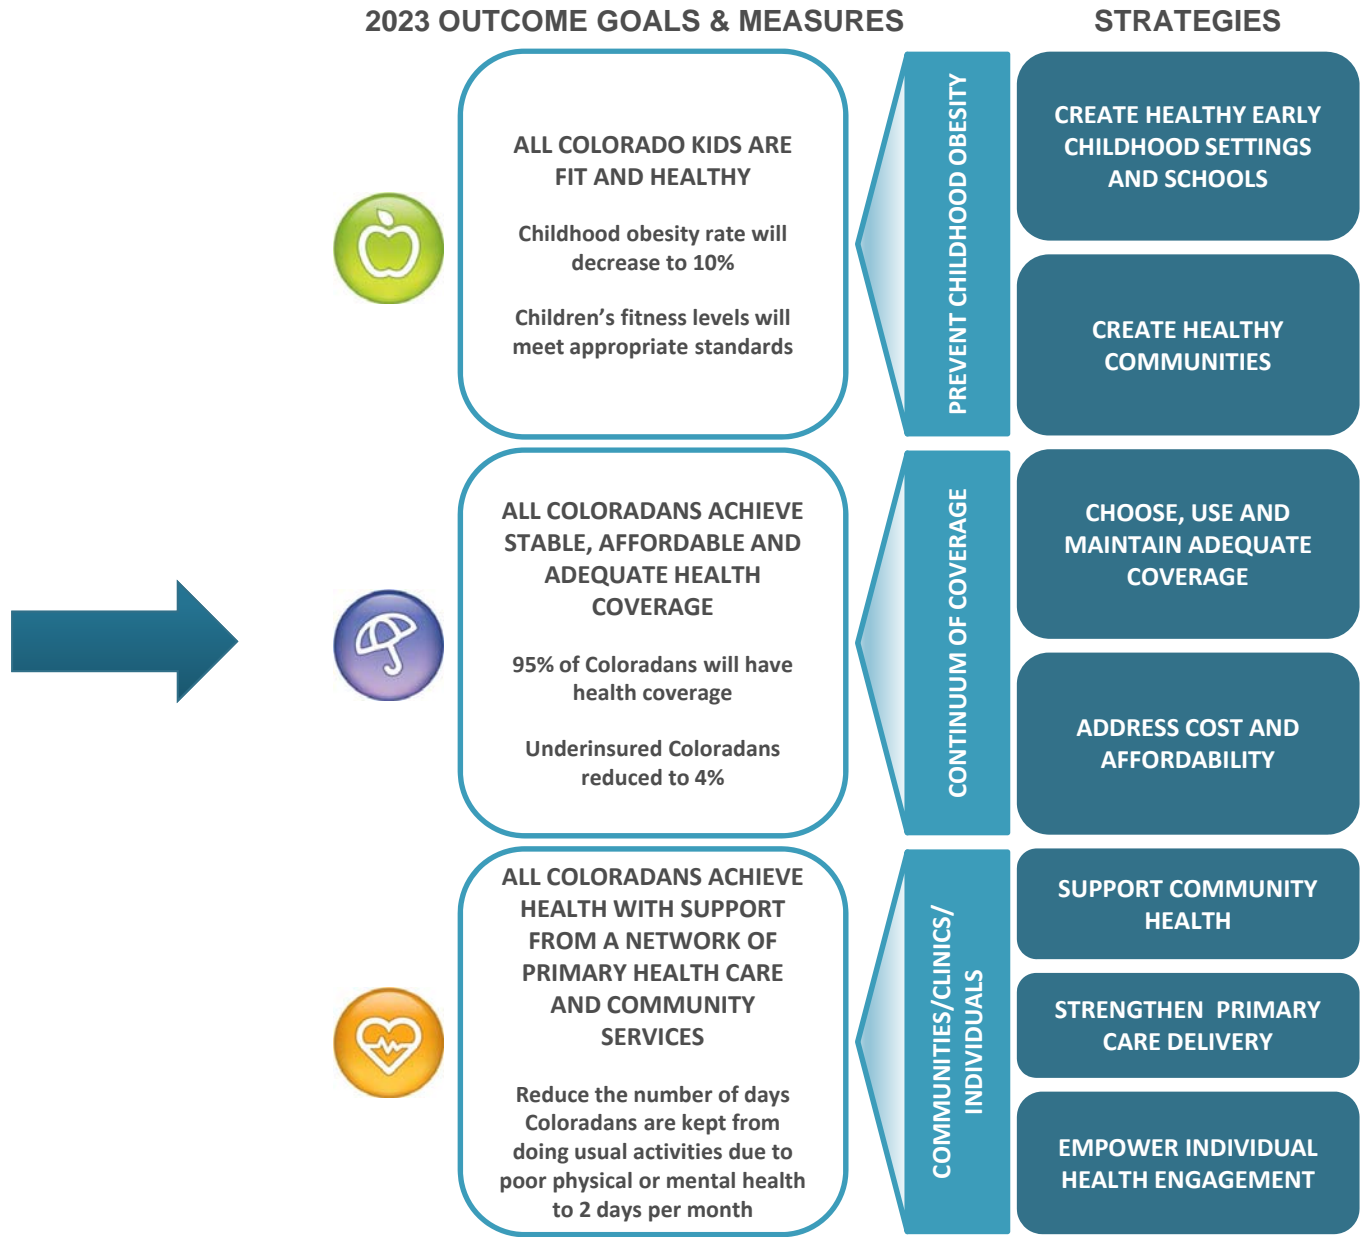 2023 OUTCOME GOALS & MEASURES
STRATEGIES
ALL COLORADO KIDS ARE
FIT AND HEALTHY
Childhood obesity rate will
decrease to 10%
Children’s fitness levels will
meet appropriate standards
PREVENT CHILDHOOD OBESITY
CREATE HEALTHY EARLY
CHILDHOOD SETTINGS
AND SCHOOLS
CREATE HEALTHY
COMMUNITIES
ALL COLORADANS ACHIEVE
STABLE, AFFORDABLE AND
ADEQUATE HEALTH
COVERAGE
95% of Coloradans will have
health coverage
Underinsured Coloradans
reduced to 4%
CONTINUUM OF COVERAGE
CHOOSE, USE AND
MAINTAIN ADEQUATE
COVERAGE
ADDRESS COST AND
AFFORDABILITY
ALL COLORADANS ACHIEVE
HEALTH WITH SUPPORT
FROM A NETWORK OF
PRIMARY HEALTH CARE
AND COMMUNITY
SERVICES
Reduce the number of days
Coloradans are kept from
doing usual activities due to
poor physical or mental health
to 2 days per month
COMMUNITIES/CLINICS/
INDIVIDUALS
SUPPORT COMMUNITY
HEALTH
STRENGTHEN PRIMARY
CARE DELIVERY
EMPOWER INDIVIDUAL
HEALTH ENGAGEMENT